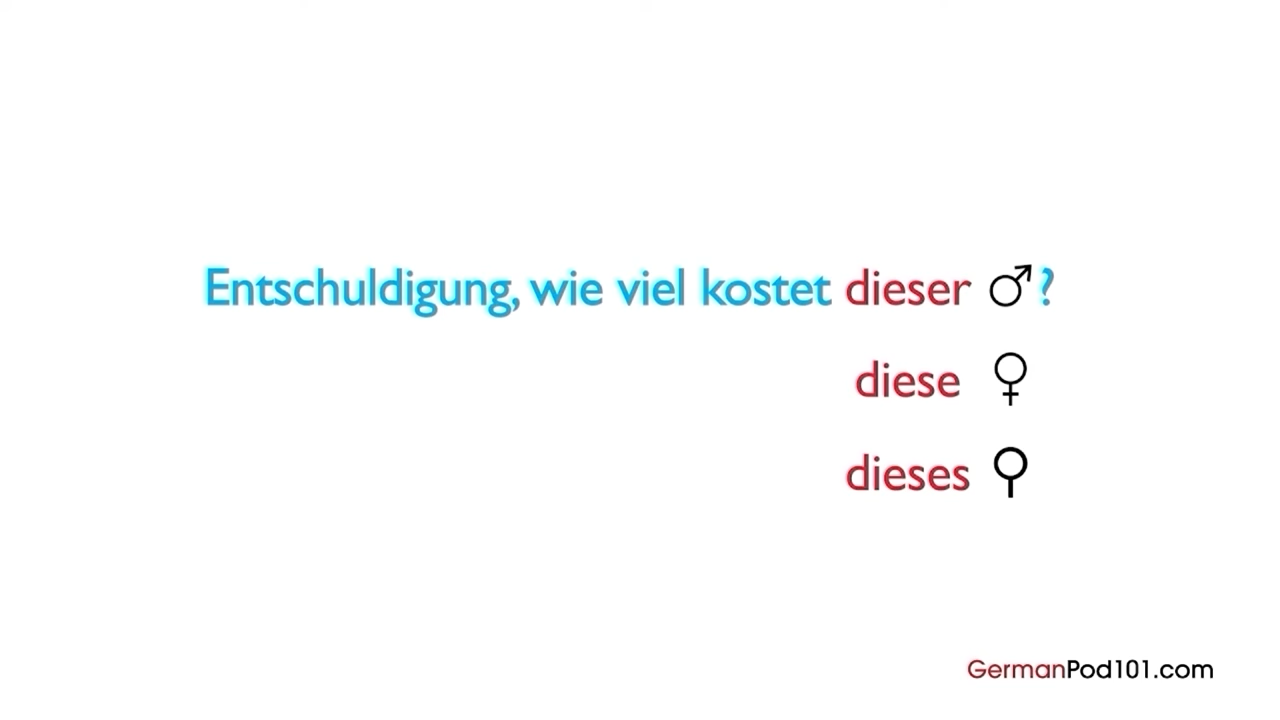 Entschuldigung, wie viel kostet dieser ♂?
diese ♀
dieses ⚲
GermanPod101.com